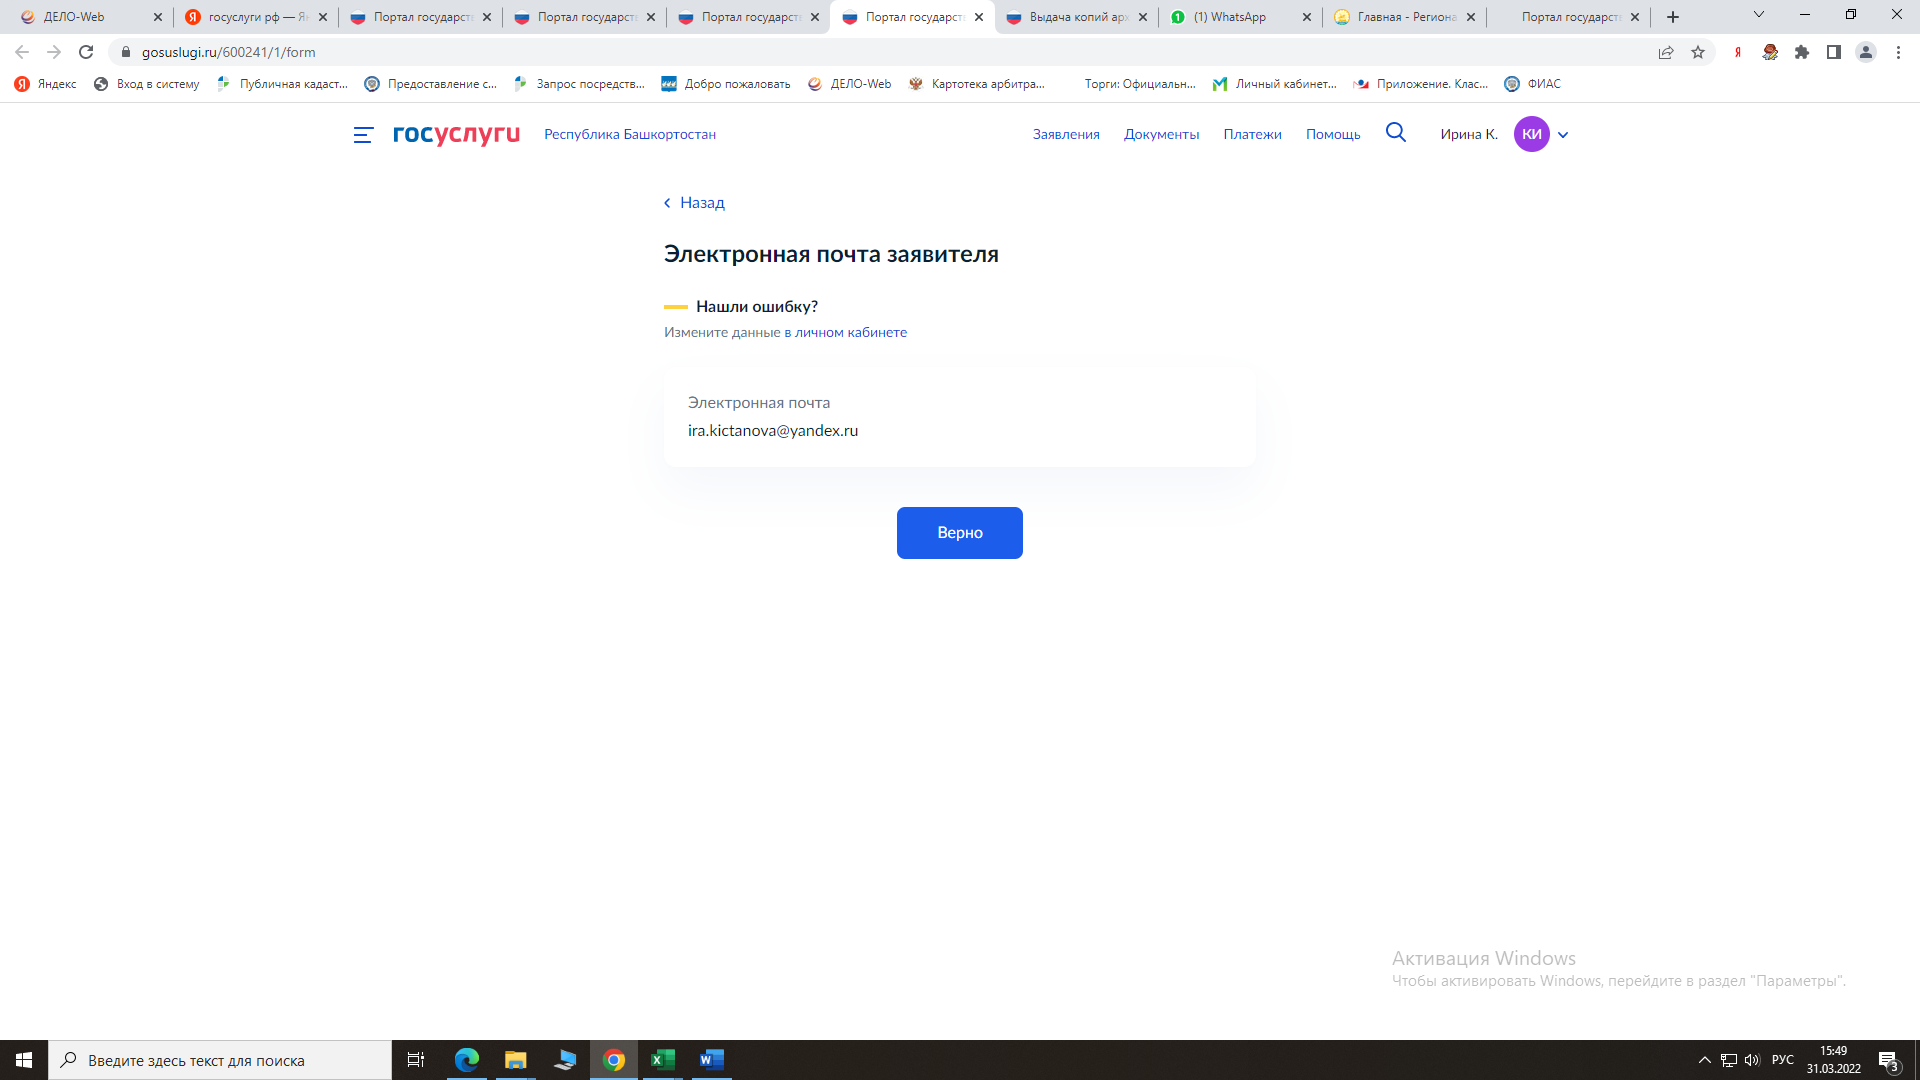 ДЕЛО-Web
госуслуги рф — Ян
Портал государст
Портал государст
Портал государст
Портал государст
Выдача копий арх
(1) WhatsApp
Главная - Региона
Портал государст
gosuslugi.ru/600241/1/form
Яндекс
Вход в систему
Публичная кадаст...
Предоставление с...
Запрос посредств...
Добро пожаловать
ДЕЛО-Web
Картотека арбитра...
Торги: Официальн...
Личный кабинет...
Приложение. Клас...
ФИАС
госуслуги
Республика Башкортостан
Заявления
Документы
Платежи
Помощь
Ирина К.
КИ
Назад
Электронная почта заявителя
Нашли ошибку?
Измените данные в личном кабинете
Электронная почта
ira.kictanova@yandex.ru
Верно
Активация Windows
Чтобы активировать Windows, перейдите в раздел "Параметры".
Введите здесь текст для поиска
РУС
15:49
31.03.2022
3